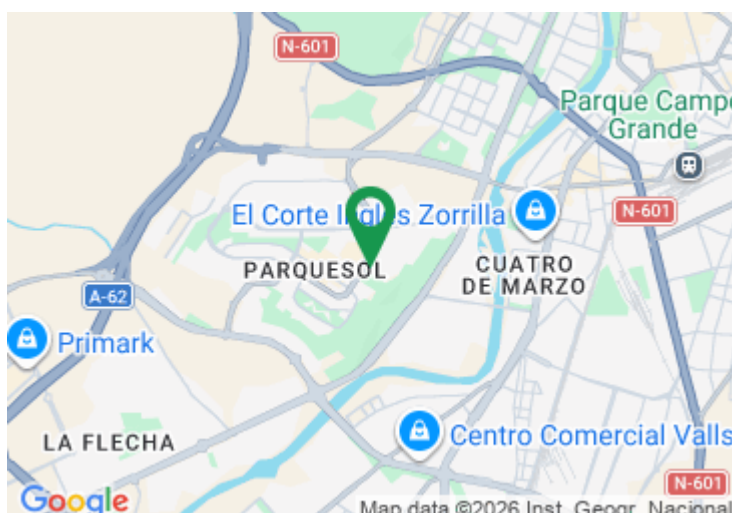 N-601
Parque Campo
Grande
El Corte Inglés Zorrilla
N-601
PARQUESOL
CUATRO
DE MARZO
A-62
Primark
LA FLECHA
Centro Comercial Valls
N-601
Google
Map data ©2026 Inst. Geogr. Nacional